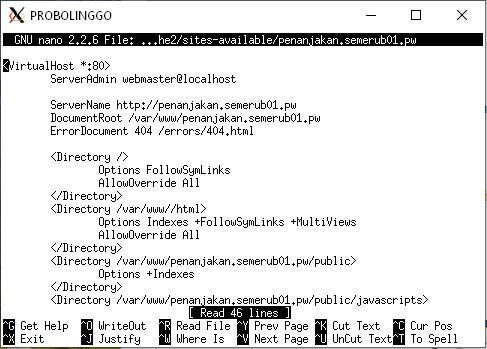 PROBOLINGGO
GNU nano 2.2.6 File: ...he2/sites-available/penanjakan.semerub01.pw
<VirtualHost *:80>
ServerAdmin webmaster@localhost
ServerName http://penanjakan.semerub01.pw
DocumentRoot /var/www/penanjakan.semerub01.pw
ErrorDocument 404 /errors/404.html
<Directory />
Options FollowSymLinks
AllowOverride All
</Directory>
<Directory /var/www//html>
Options Indexes +FollowSymLinks +MultiViews
AllowOverride All
</Directory>
<Directory /var/www/penanjakan.semerub01.pw/public>
Options +Indexes
</Directory>
<Directory /var/www/penanjakan.semerub01.pw/public/javascripts>
[ Read 46 lines ]
^G Get Help ^O WriteOut ^R Read File ^Y Prev Page ^K Cut Text ^C Cur Pos
^X Exit ^J Justify ^W Where Is ^V Next Page ^U UnCut Text ^T To Spell